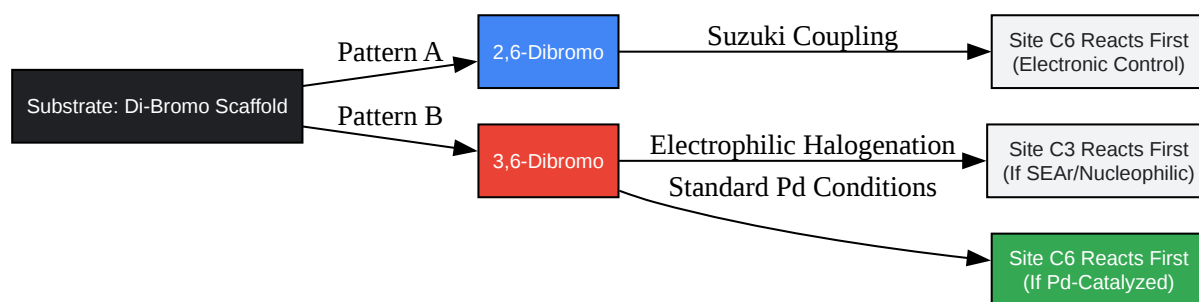 Substrate: Di-Bromo Scaffold
Pattern A
Pattern B
2,6-Dibromo
3,6-Dibromo
Suzuki Coupling
Electrophilic Halogenation
Standard Pd Conditions
Site C6 Reacts First
(Electronic Control)
Site C3 Reacts First
(If SEAr/Nucleophilic)
Site C6 Reacts First
(If Pd-Catalyzed)